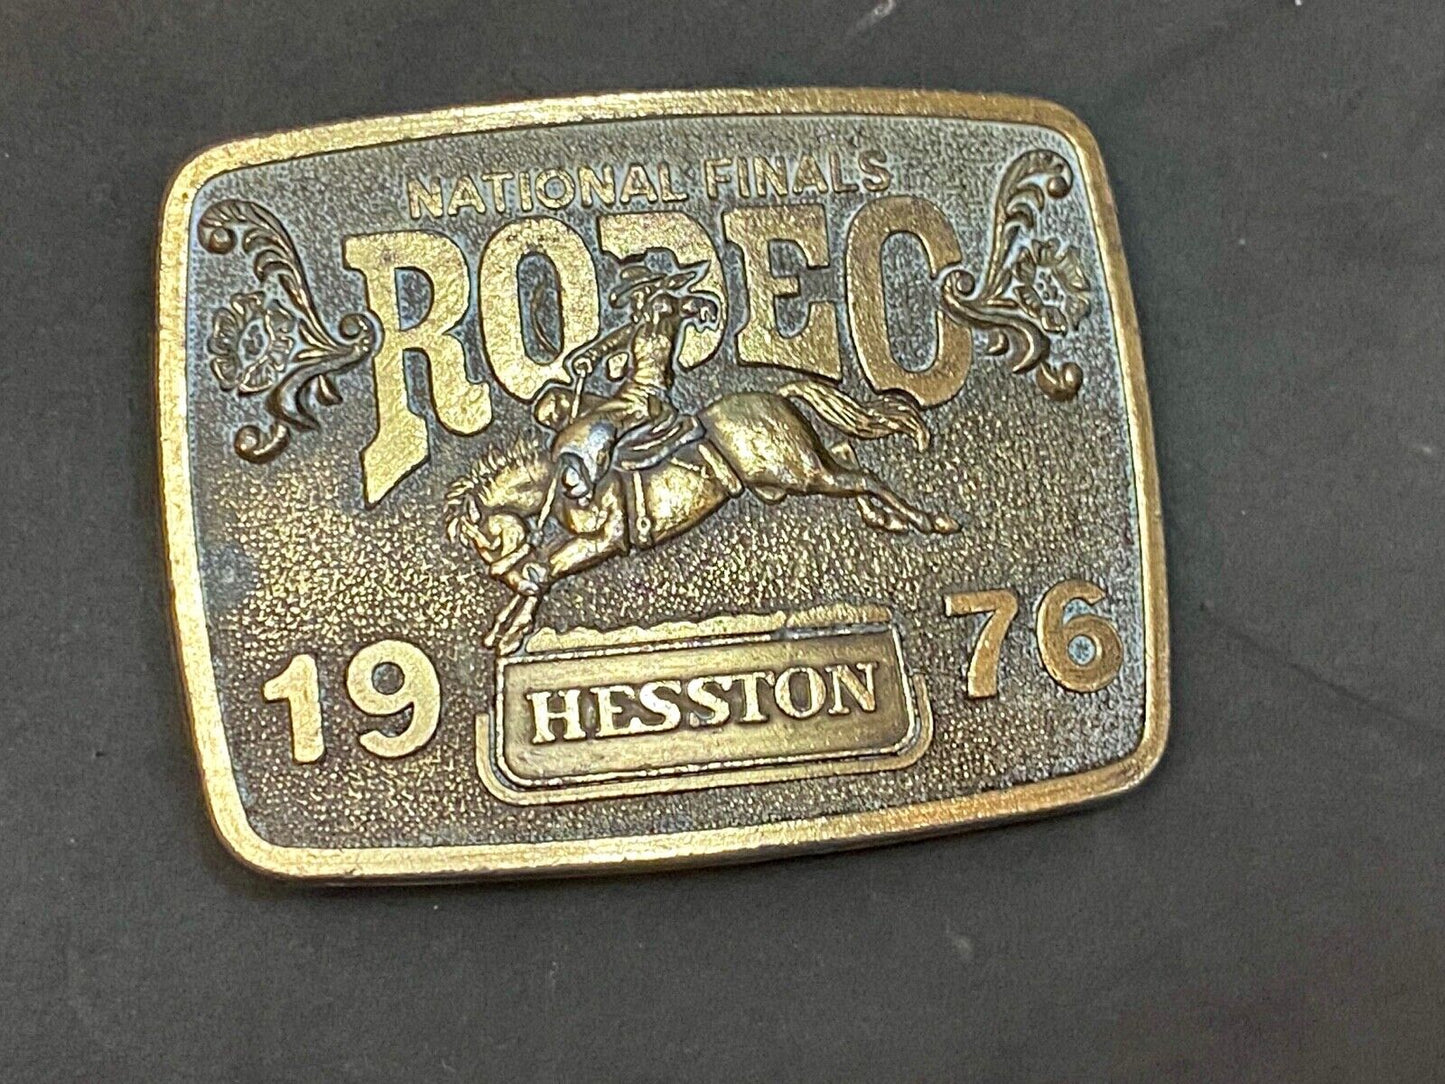 NATIONAL FINALS
RODEO
19 76
HESSTON